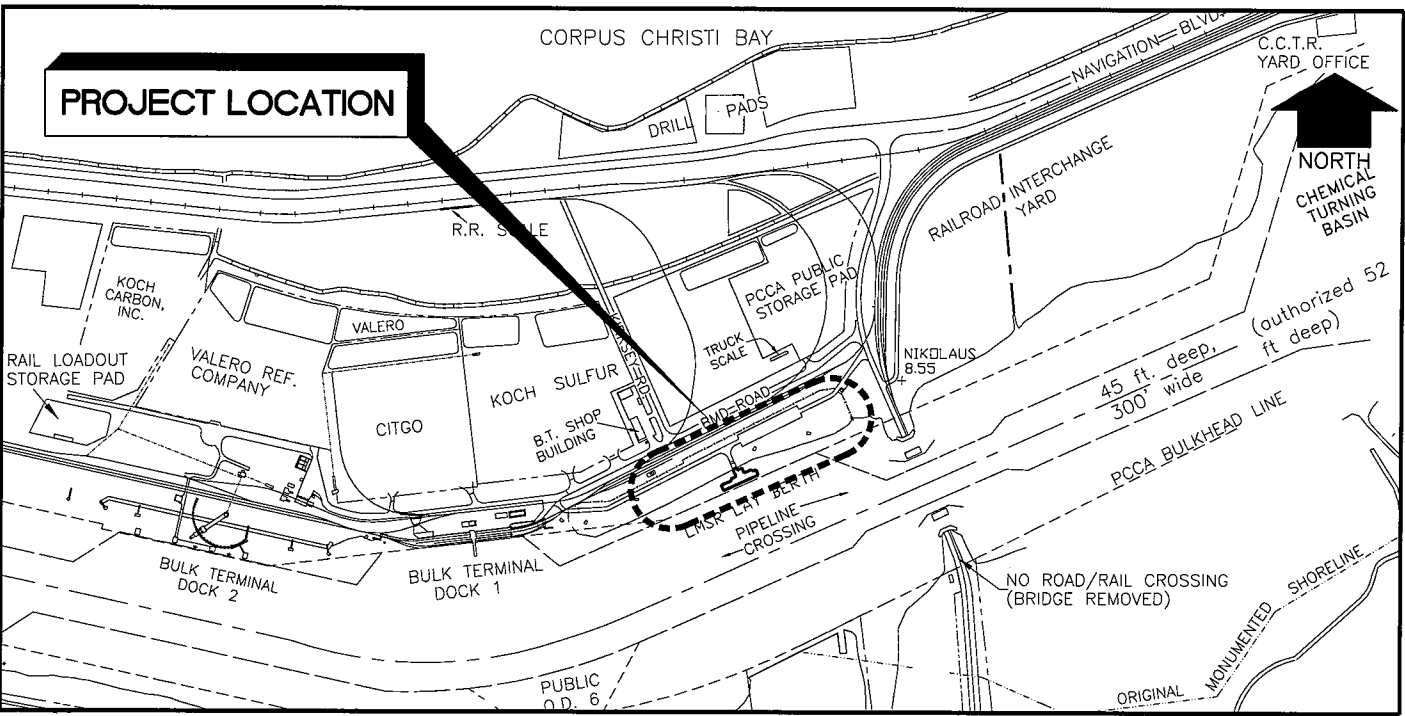 CORPUS CHRISTI BAY
PROJECT LOCATION
NAVIGATION BLVD.
C.C.T.R.
YARD OFFICE
NORTH
CHEMICAL
TURNING
BASIN
DRILL PADS
RAILROAD INTERCHANGE
YARD
R.R. SCALE
KOCH
CARBON,
INC.
VALERO
PCCA PUBLIC
STORAGE PAD
TRUCK
SCALE
RAIL LOADOUT
STORAGE PAD
VALERO REF.
COMPANY
CITGO
KOCH SULFUR
B.T. SHOP
BUILDING
RD.
BMD ROAD
NIKOLAUS
8.55
45 ft. deep,
300' wide
(authorized 52
ft deep)
PCCA BULKHEAD LINE
LMSR LAY BERTH
PIPELINE
CROSSING
BULK TERMINAL
DOCK 2
BULK TERMINAL
DOCK 1
NO ROAD/RAIL CROSSING
(BRIDGE REMOVED)
ORIGINAL MONUMENTED SHORELINE
PUBLIC
O.D. 6